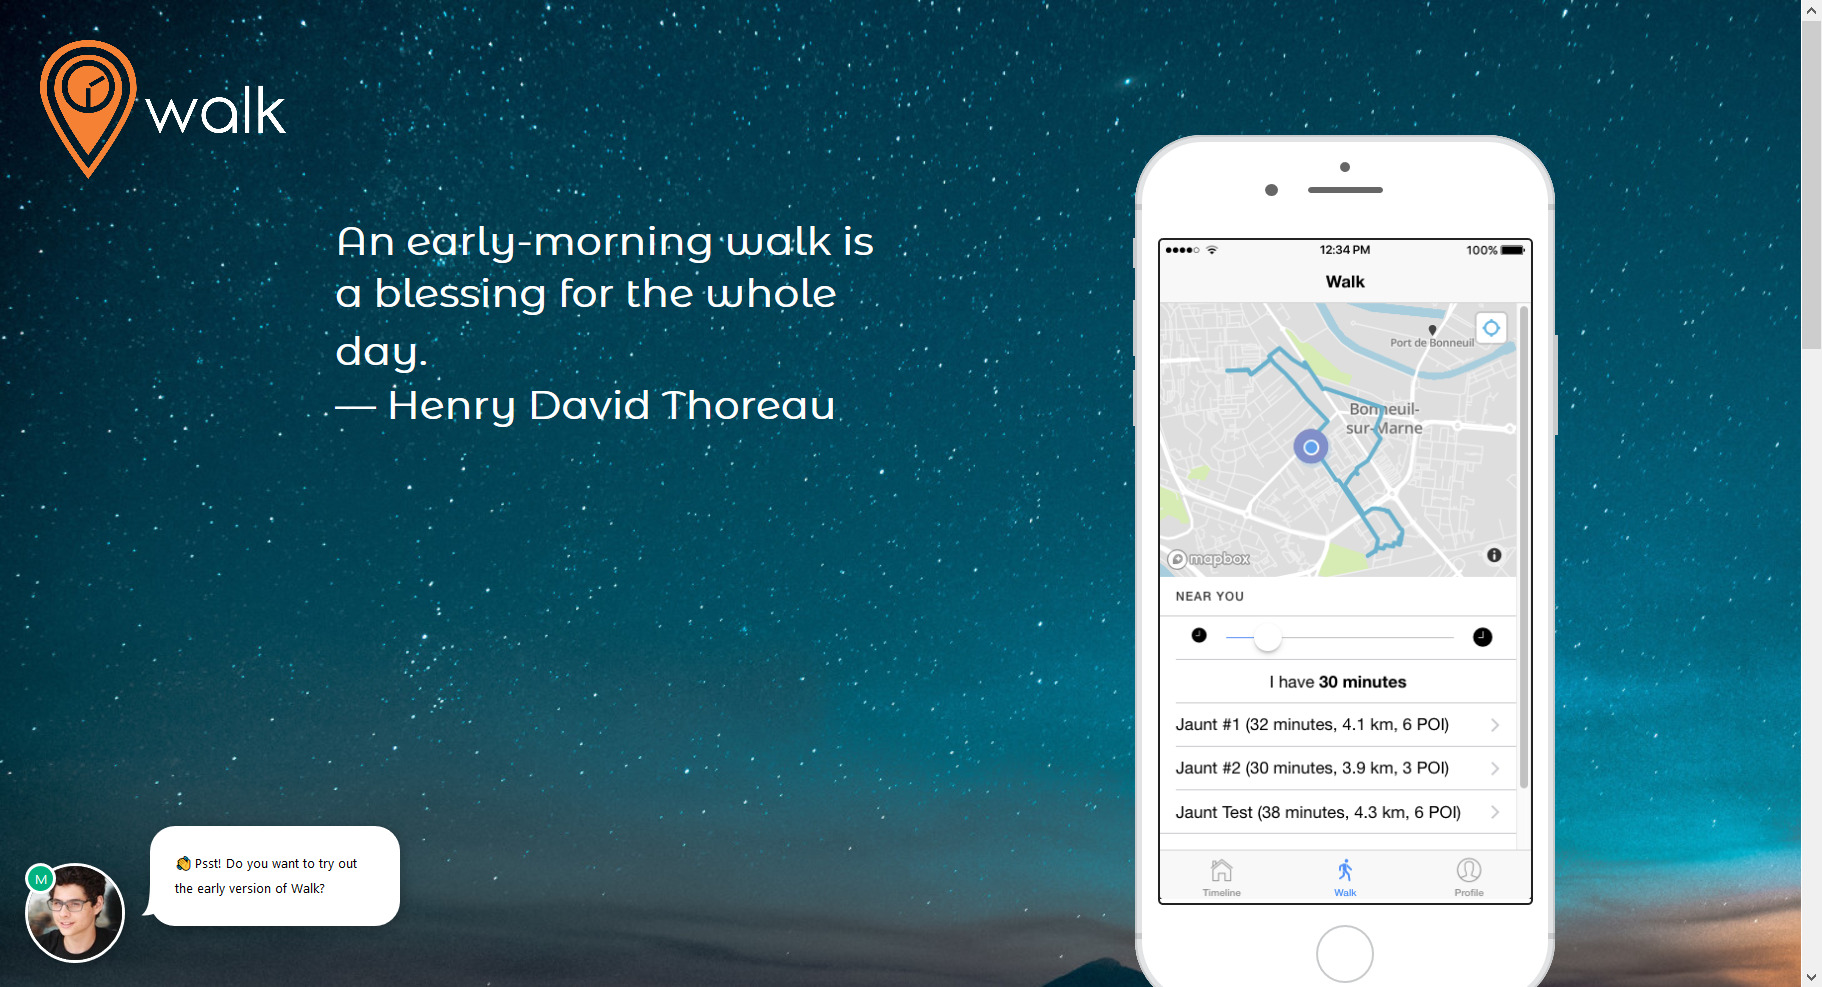 walk
An early-morning walk is
a blessing for the whole
day.
— Henry David Thoreau
12:34 PM
100%
Walk
Port de Bonneuil
Bonneuil-
sur-Marne
mapbox
NEAR YOU
I have 30 minutes
Jaunt #1 (32 minutes, 4.1 km, 6 POI)
Jaunt #2 (30 minutes, 3.9 km, 3 POI)
Jaunt Test (38 minutes, 4.3 km, 6 POI)
Timeline
Walk
Profile
M
👏 Psst! Do you want to try out
the early version of Walk?